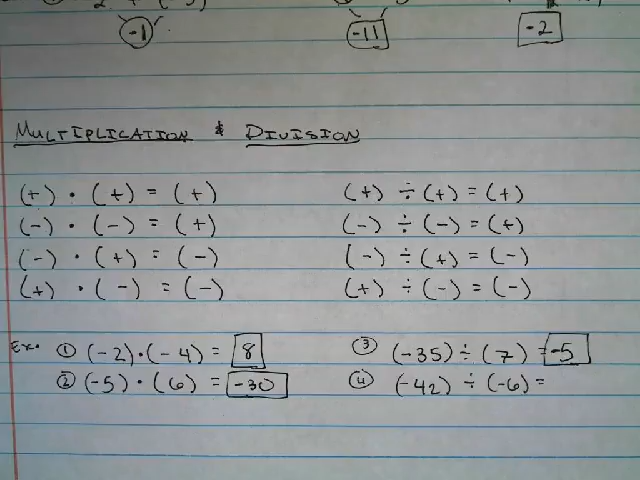 -1 -11 -2
MULTIPLICATION & DIVISION
(+) · (+) = (+) (+) ÷ (+) = (+)
(-) · (-) = (+) (-) ÷ (-) = (+)
(-) · (+) = (-) (-) ÷ (+) = (-)
(+) · (-) = (-) (+) ÷ (-) = (-)
Ex. ① (-2)·(-4) = 8 ③ (-35) ÷ (7) = -5
② (-5) · (6) = -30 ④ (-42) ÷ (-6) =